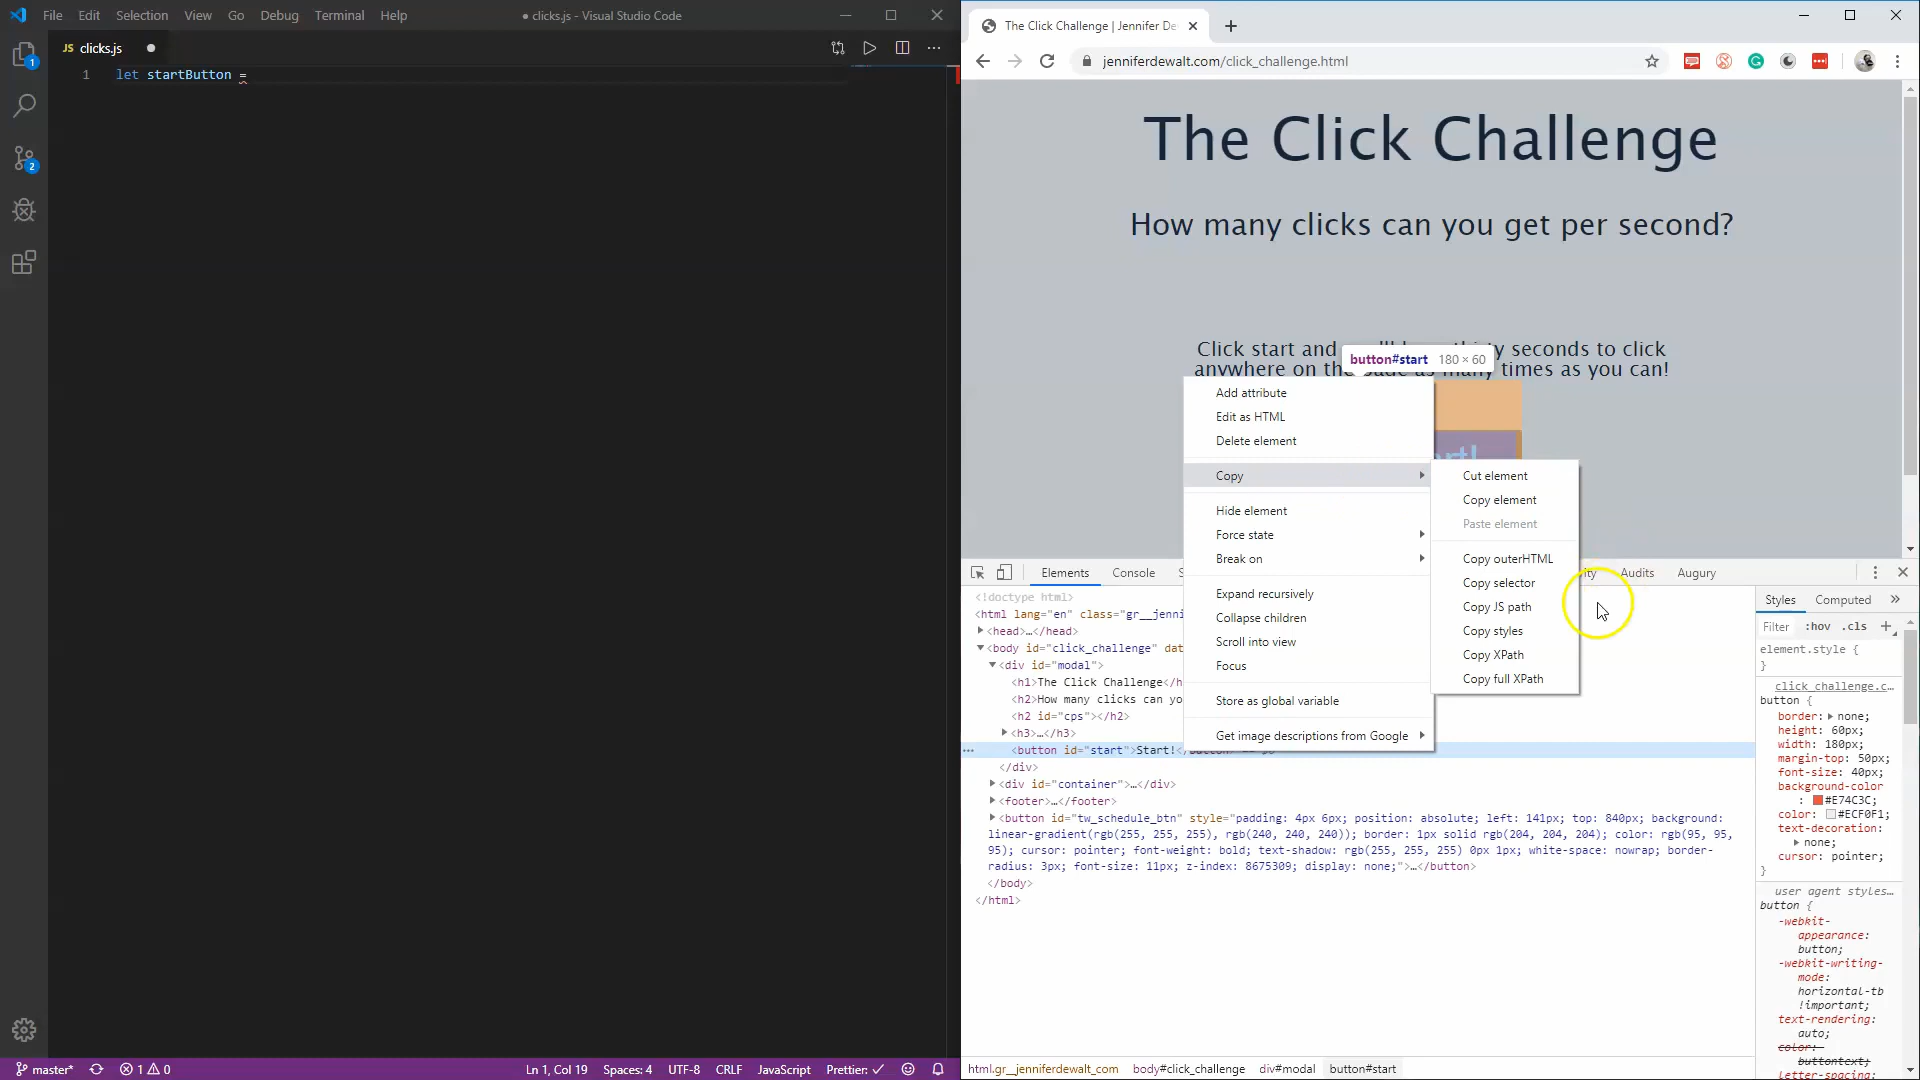 File Edit Selection View Go Debug Terminal Help
● clicks.js - Visual Studio Code
JS clicks.js ●
1 let startButton =
master* 1 0 Ln 1, Col 19 Spaces: 4 UTF-8 CRLF JavaScript Prettier: ✓
1
2
The Click Challenge | Jennifer De
jenniferdewalt.com/click_challenge.html
The Click Challenge
How many clicks can you get per second?
Click start and
seconds to click
anywhere on the page as many times as you can!
button#start 180 × 60
Add attribute
Edit as HTML
Delete element
Copy
Hide element
Force state
Break on
Expand recursively
Collapse children
Scroll into view
Focus
Store as global variable
Get image descriptions from Google
Cut element
Copy element
Paste element
Copy outerHTML
Copy selector
Copy JS path
Copy styles
Copy XPath
Copy full XPath
Elements Console Audits Augury
<!doctype html>
<html lang="en" class="gr__jenni
<head>…</head>
<body id="click_challenge" dat
<div id="modal">
<h1>The Click Challenge</h
<h2>How many clicks can yo
<h2 id="cps"></h2>
<h3>…</h3>
<button id="start">Start!</
</div>
<div id="container">…</div>
<footer>…</footer>
<button id="tw_schedule_btn" style="padding: 4px 6px; position: absolute; left: 141px; top: 840px; background:
linear-gradient(rgb(255, 255, 255), rgb(240, 240, 240)); border: 1px solid rgb(204, 204, 204); color: rgb(95, 95,
95); cursor: pointer; font-weight: bold; text-shadow: rgb(255, 255, 255) 0px 1px; white-space: nowrap; border-
radius: 3px; font-size: 11px; z-index: 8675309; display: none;">…</button>
</body>
</html>
html.gr__jenniferdewalt_com body#click_challenge div#modal button#start
Styles Computed »
Filter :hov .cls +
element.style {
}
click_challenge.c…
button {
border: none;
height: 60px;
width: 180px;
margin-top: 50px;
font-size: 40px;
background-color
: #E74C3C;
color: #ECF0F1;
text-decoration:
none;
cursor: pointer;
}
user agent styles…
button {
-webkit-
appearance:
button;
-webkit-writing-
mode:
horizontal-tb
!important;
text-rendering:
auto;
color:
buttontext;
letter-spacing: